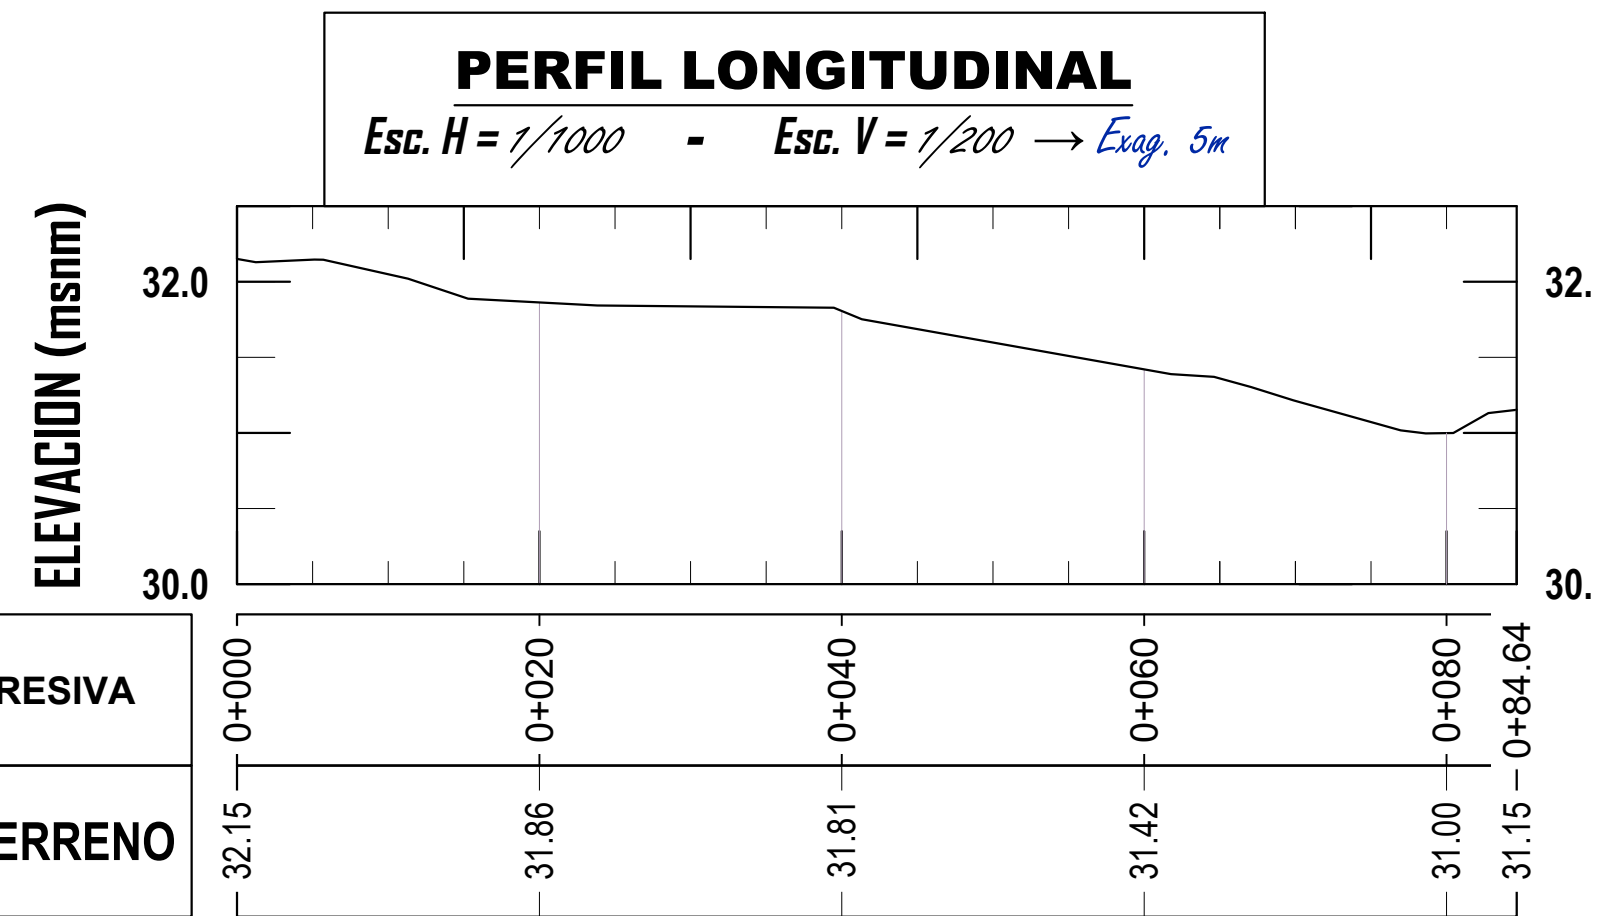 PERFIL LONGITUDINAL
Esc. H = 1/1000 - Esc. V = 1/200 → Exag. 5m
ELEVACION (msnm)
32.0 32.
30.0 30.
RESIVA 0+000 0+020 0+040 0+060 0+080 0+84.64
ERRENO 32.15 31.86 31.81 31.42 31.00 31.15